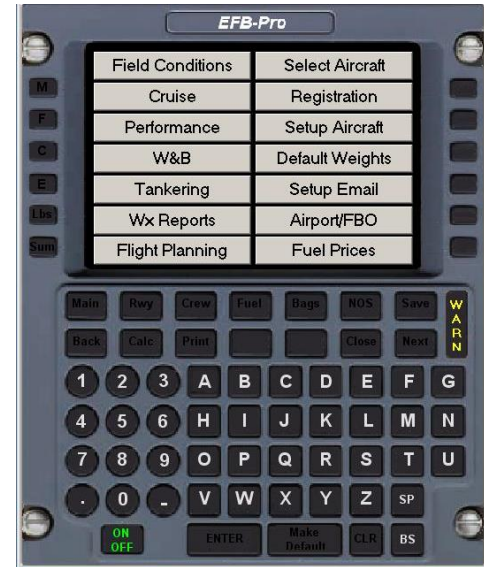 EFB-Pro
Field Conditions Select Aircraft
Cruise Registration
Performance Setup Aircraft
W&B Default Weights
Tankering Setup Email
Wx Reports Airport/FBO
Flight Planning Fuel Prices
M
F
C
E
Lbs
Sum
Main Rwy Crew Fuel Bags NOS Save
Back Calc Print Close Next
WARN
1 2 3 A B C D E F G
4 5 6 H I J K L M N
7 8 9 O P Q R S T U
. 0 - V W X Y Z SP
ON
OFF
ENTER
Make
Default
CLR BS